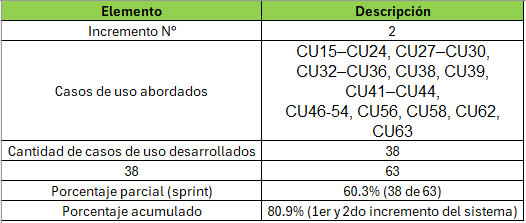 Elemento Descripción
Incremento N° 2
Casos de uso abordados
CU15–CU24, CU27–CU30,
CU32–CU36, CU38, CU39,
CU41–CU44,
CU46-54, CU56, CU58, CU62,
CU63
Cantidad de casos de uso desarrollados 38
38 63
Porcentaje parcial (sprint) 60.3% (38 de 63)
Porcentaje acumulado 80.9% (1er y 2do incremento del sistema)